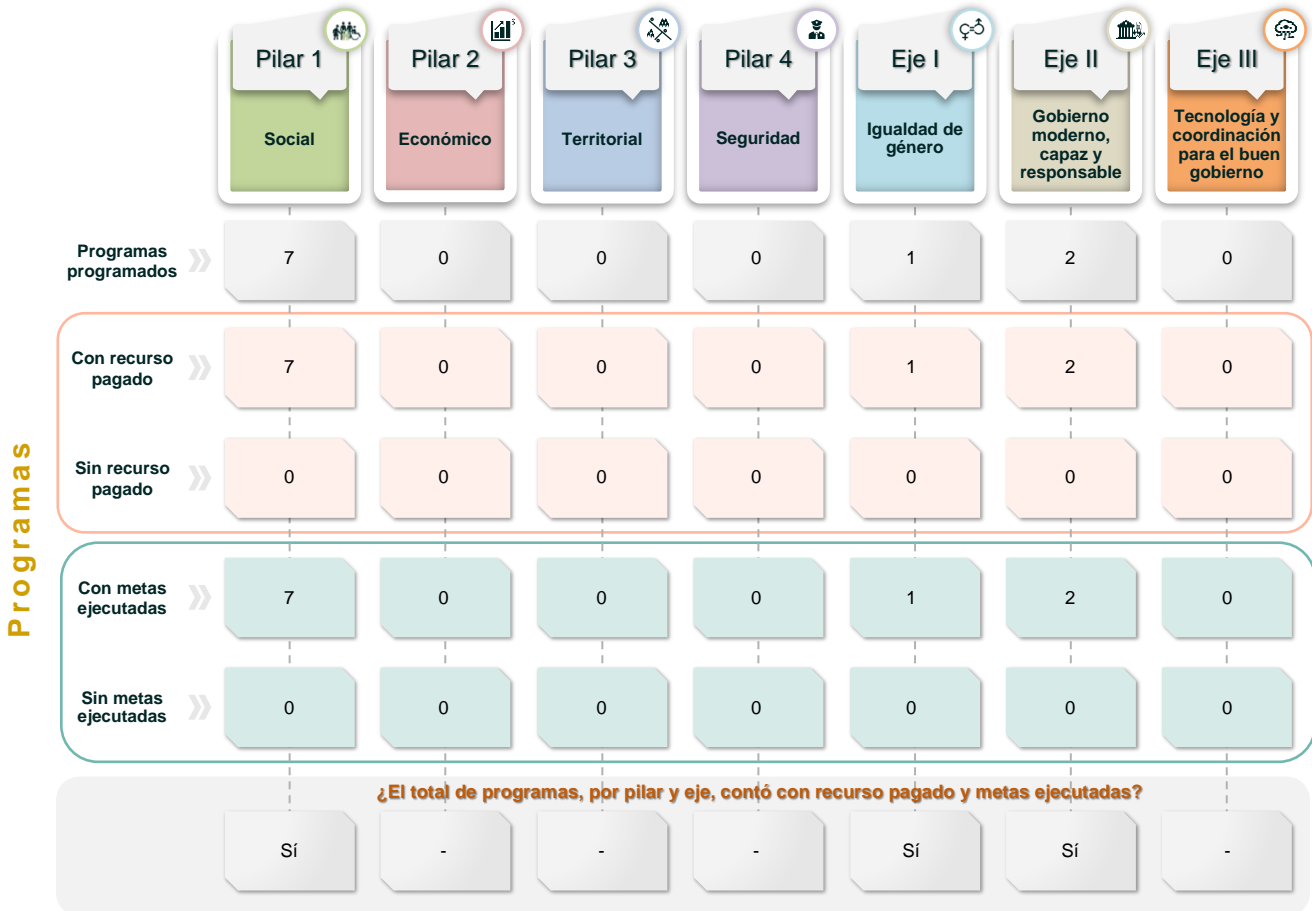 Pilar 1
Pilar 2
Pilar 3
Pilar 4
Eje I
Eje II
Eje III
Social
Económico
Territorial
Seguridad
Igualdad de
género
Gobierno
moderno,
capaz y
responsable
Tecnología y
coordinación
para el buen
gobierno
Programas
Programas
programados
7 0 0 0 1 2 0
Con recurso
pagado
7 0 0 0 1 2 0
Sin recurso
pagado
0 0 0 0 0 0 0
Con metas
ejecutadas
7 0 0 0 1 2 0
Sin metas
ejecutadas
0 0 0 0 0 0 0
¿El total de programas, por pilar y eje, contó con recurso pagado y metas ejecutadas?
Sí - - - Sí Sí -